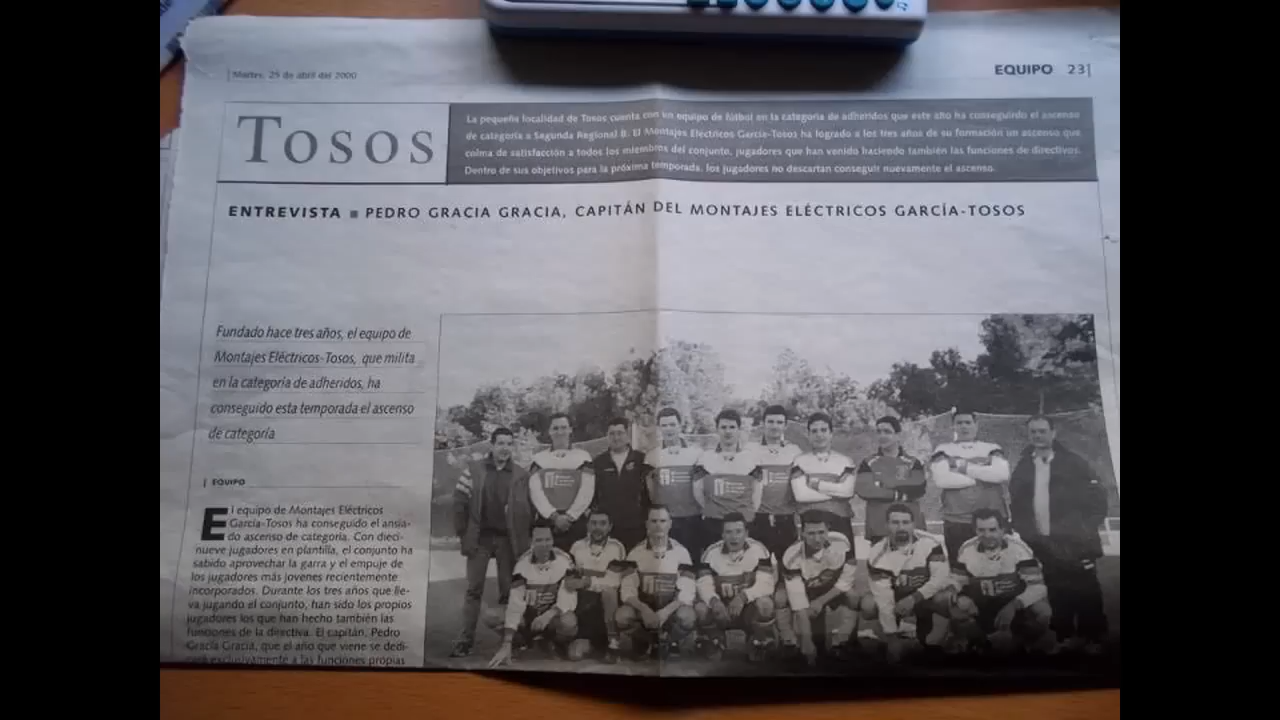 Martes, 25 de abril del 2000
EQUIPO 23
Tosos
La pequeña localidad de Tosos cuenta con un equipo de fútbol en la categoría de adheridos que este año ha conseguido el ascenso
de categoría a Segunda Regional B. El Montajes Eléctricos García-Tosos ha logrado a los tres años de su formación un ascenso que
colma de satisfacción a todos los miembros del conjunto, jugadores que han venido haciendo también las funciones de directivos.
Dentro de sus objetivos para la próxima temporada, los jugadores no descartan conseguir nuevamente el ascenso.
ENTREVISTA ■ PEDRO GRACIA GRACIA, CAPITÁN DEL MONTAJES ELÉCTRICOS GARCÍA-TOSOS
Fundado hace tres años, el equipo de
Montajes Eléctricos-Tosos, que milita
en la categoría de adheridos, ha
conseguido esta temporada el ascenso
de categoría
EQUIPO
El equipo de Montajes Eléctricos
García-Tosos ha conseguido el ansia-
do ascenso de categoría. Con dieci-
nueve jugadores en plantilla, el conjunto ha
sabido aprovechar la garra y el empuje de
los jugadores más jovenes recientemente
incorporados. Durante los tres años que lle-
va jugando el conjunto, han sido los propios
jugadores los que han hecho también las
funciones de la directiva. El capitán, Pedro
Gracia Gracia, que el año que viene se dedi-
cará exclusivamente a las funciones propias